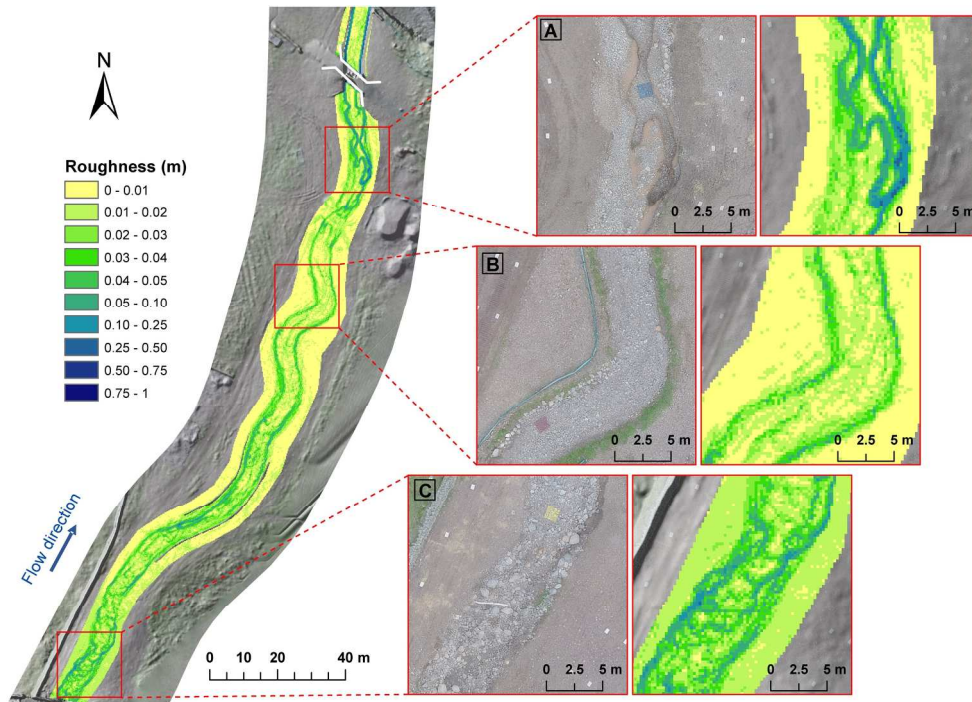 N
Roughness (m)
0 - 0.01
0.01 - 0.02
0.02 - 0.03
0.03 - 0.04
0.04 - 0.05
0.05 - 0.10
0.10 - 0.25
0.25 - 0.50
0.50 - 0.75
0.75 - 1
Flow direction
0 10 20 40 m
A
0 2.5 5 m
0 2.5 5 m
B
0 2.5 5 m
0 2.5 5 m
C
0 2.5 5 m
0 2.5 5 m